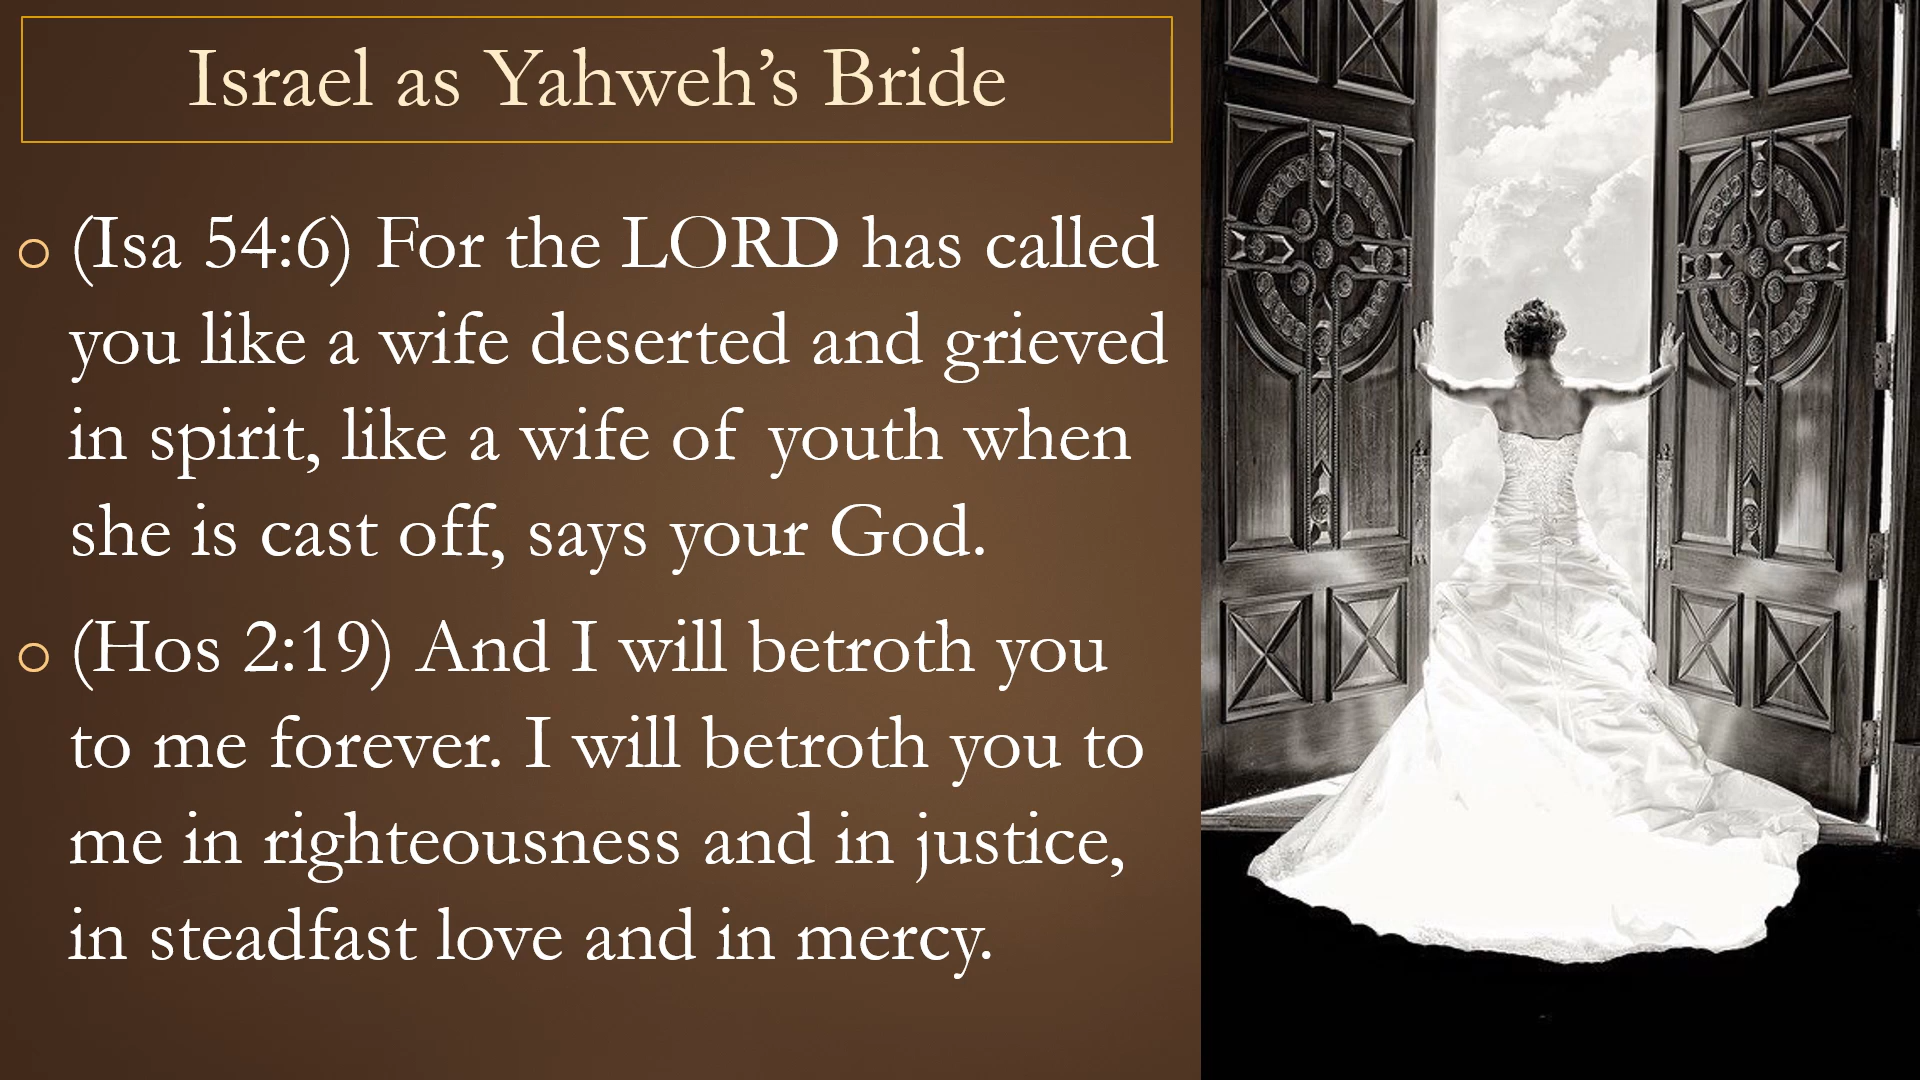 Israel as Yahweh’s Bride
(Isa 54:6) For the LORD has called
you like a wife deserted and grieved
in spirit, like a wife of youth when
she is cast off, says your God.
(Hos 2:19) And I will betroth you
to me forever. I will betroth you to
me in righteousness and in justice,
in steadfast love and in mercy.